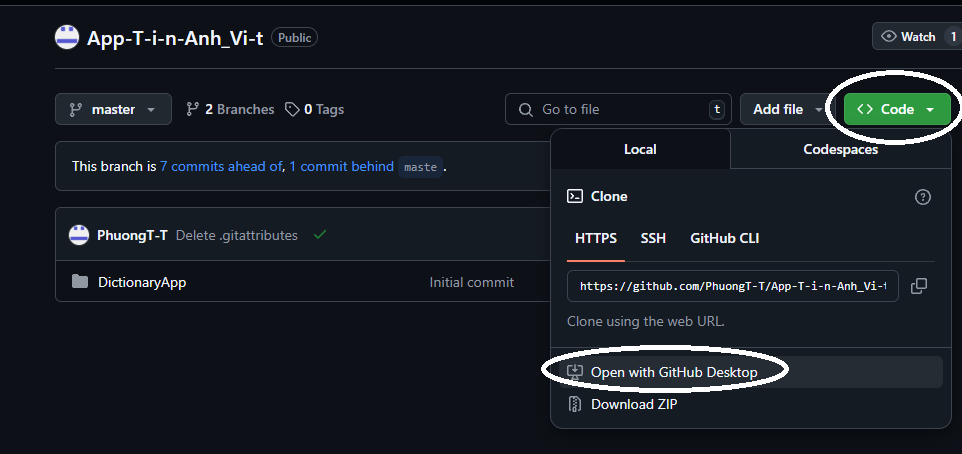 App-T-i-n-Anh_Vi-t Public
Watch 1
master 2 Branches 0 Tags Go to file t Add file Code
This branch is 7 commits ahead of, 1 commit behind maste .
Local Codespaces
Clone
PhuongT-T Delete .gitattributes
HTTPS SSH GitHub CLI
DictionaryApp Initial commit
https://github.com/PhuongT-T/App-T-i-n-Anh_Vi-t
Clone using the web URL.
Open with GitHub Desktop
Download ZIP